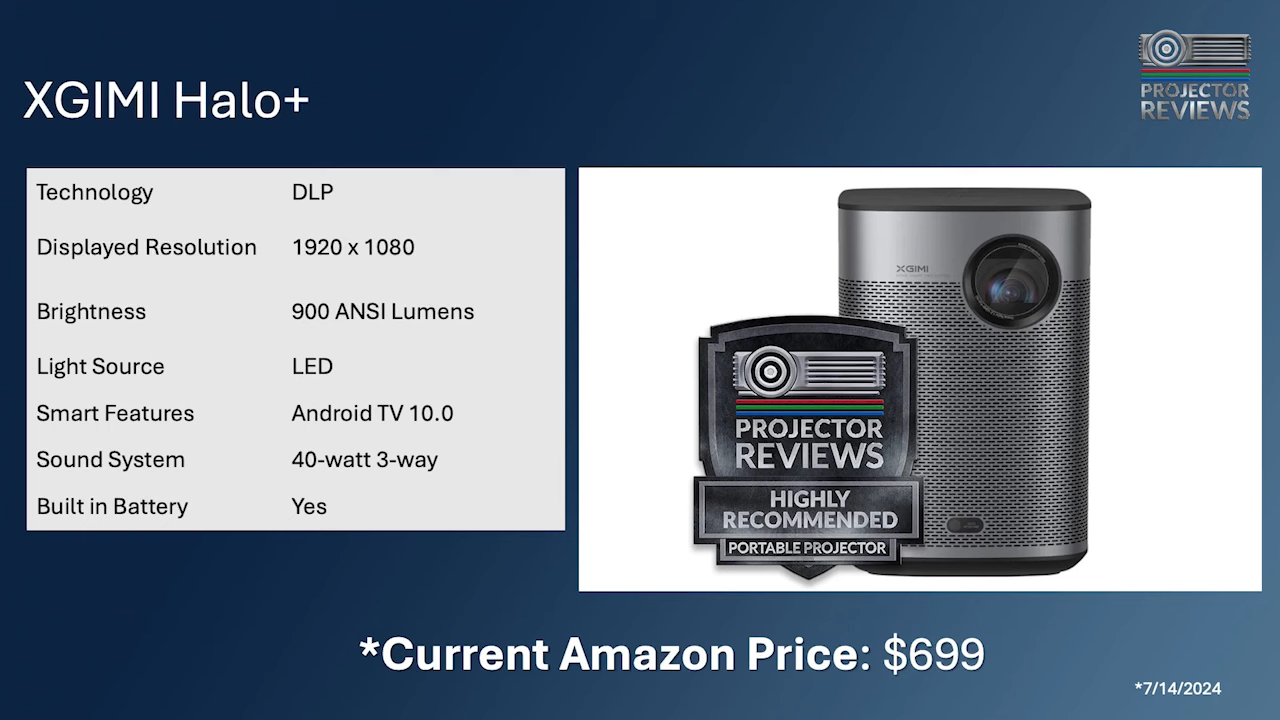 PROJECTOR
REVIEWS
XGIMI Halo+
Technology DLP
Displayed Resolution 1920 x 1080
Brightness 900 ANSI Lumens
Light Source LED
Smart Features Android TV 10.0
Sound System 40-watt 3-way
Built in Battery Yes
XGIMI
PROJECTOR
REVIEWS
HIGHLY
RECOMMENDED
PORTABLE PROJECTOR
*Current Amazon Price: $699
*7/14/2024